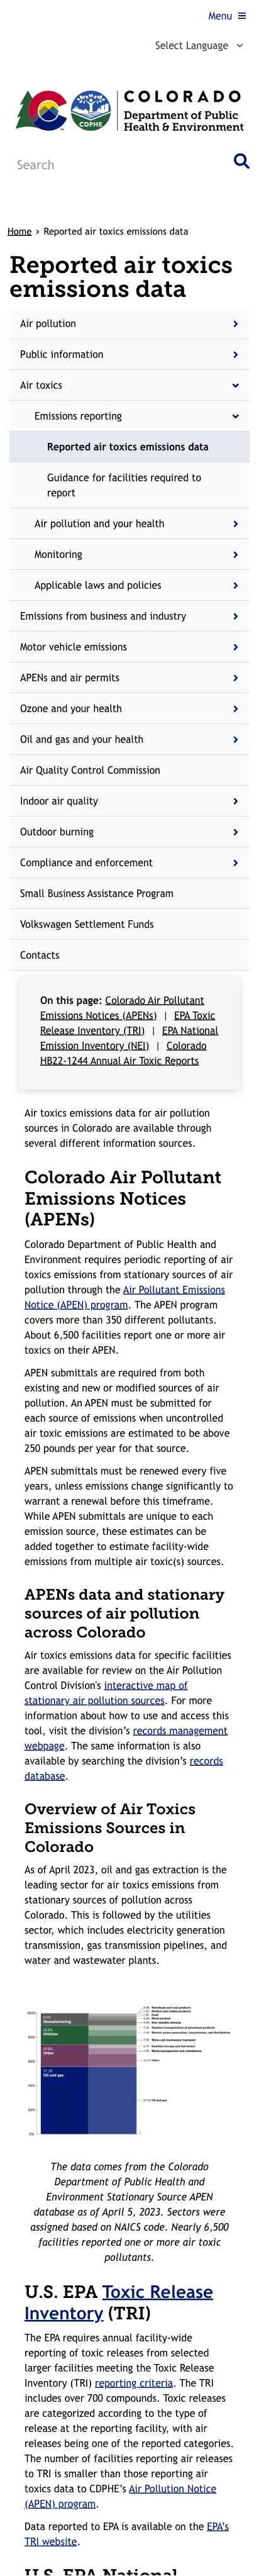 Menu
Select Language
COLORADO
Department of Public
Health & Environment
CDPHE
Search
Home › Reported air toxics emissions data
Reported air toxics
emissions data
Air pollution
Public information
Air toxics
Emissions reporting
Reported air toxics emissions data
Guidance for facilities required to
report
Air pollution and your health
Monitoring
Applicable laws and policies
Emissions from business and industry
Motor vehicle emissions
APENs and air permits
Ozone and your health
Oil and gas and your health
Air Quality Control Commission
Indoor air quality
Outdoor burning
Compliance and enforcement
Small Business Assistance Program
Volkswagen Settlement Funds
Contacts
On this page: Colorado Air Pollutant
Emissions Notices (APENs) | EPA Toxic
Release Inventory (TRI) | EPA National
Emission Inventory (NEI) | Colorado
HB22-1244 Annual Air Toxic Reports
Air toxics emissions data for air pollution
sources in Colorado are available through
several different information sources.
Colorado Air Pollutant
Emissions Notices
(APENs)
Colorado Department of Public Health and
Environment requires periodic reporting of air
toxics emissions from stationary sources of air
pollution through the Air Pollutant Emissions
Notice (APEN) program. The APEN program
covers more than 350 different pollutants.
About 6,500 facilities report one or more air
toxics on their APEN.
APEN submittals are required from both
existing and new or modified sources of air
pollution. An APEN must be submitted for
each source of emissions when uncontrolled
air toxic emissions are estimated to be above
250 pounds per year for that source.
APEN submittals must be renewed every five
years, unless emissions change significantly to
warrant a renewal before this timeframe.
While APEN submittals are unique to each
emission source, these estimates can be
added together to estimate facility-wide
emissions from multiple air toxic(s) sources.
APENs data and stationary
sources of air pollution
across Colorado
Air toxics emissions data for specific facilities
are available for review on the Air Pollution
Control Division's interactive map of
stationary air pollution sources. For more
information about how to use and access this
tool, visit the division’s records management
webpage. The same information is also
available by searching the division’s records
database.
Overview of Air Toxics
Emissions Sources in
Colorado
As of April 2023, oil and gas extraction is the
leading sector for air toxics emissions from
stationary sources of pollution across
Colorado. This is followed by the utilities
sector, which includes electricity generation
transmission, gas transmission pipelines, and
water and wastewater plants.
100%
80%
60%
40%
20%
0%
Manufacturing
Utilities
Other
Oil and gas
The data comes from the Colorado
Department of Public Health and
Environment Stationary Source APEN
database as of April 5, 2023. Sectors were
assigned based on NAICS code. Nearly 6,500
facilities reported one or more air toxic
pollutants.
U.S. EPA Toxic Release
Inventory (TRI)
The EPA requires annual facility-wide
reporting of toxic releases from selected
larger facilities meeting the Toxic Release
Inventory (TRI) reporting criteria. The TRI
includes over 700 compounds. Toxic releases
are categorized according to the type of
release at the reporting facility, with air
releases being one of the reported categories.
The number of facilities reporting air releases
to TRI is smaller than those reporting air
toxics data to CDPHE’s Air Pollution Notice
(APEN) program.
Data reported to EPA is available on the EPA’s
TRI website.
U.S. EPA National